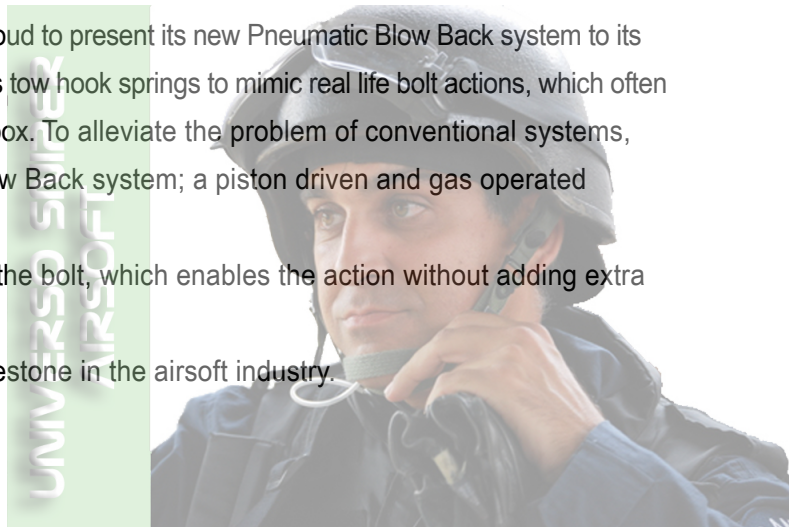 oud to present its new Pneumatic Blow Back system to its
s tow hook springs to mimic real life bolt actions, which often
ox. To alleviate the problem of conventional systems,
w Back system; a piston driven and gas operated
the bolt, which enables the action without adding extra
estone in the airsoft industry.
UNIVERSO SNIPER
AIRSOFT